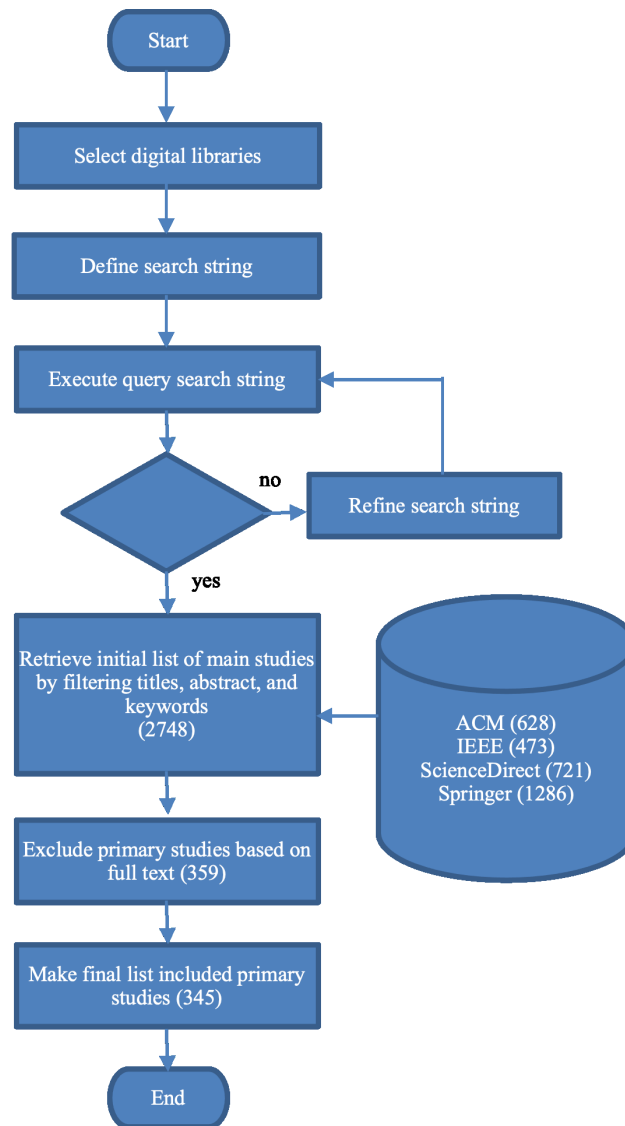 Start
Select digital libraries
Define search string
Execute query search string
no
Refine search string
yes
Retrieve initial list of main studies
by filtering titles, abstract, and
keywords
(2748)
ACM (628)
IEEE (473)
ScienceDirect (721)
Springer (1286)
Exclude primary studies based on
full text (359)
Make final list included primary
studies (345)
End